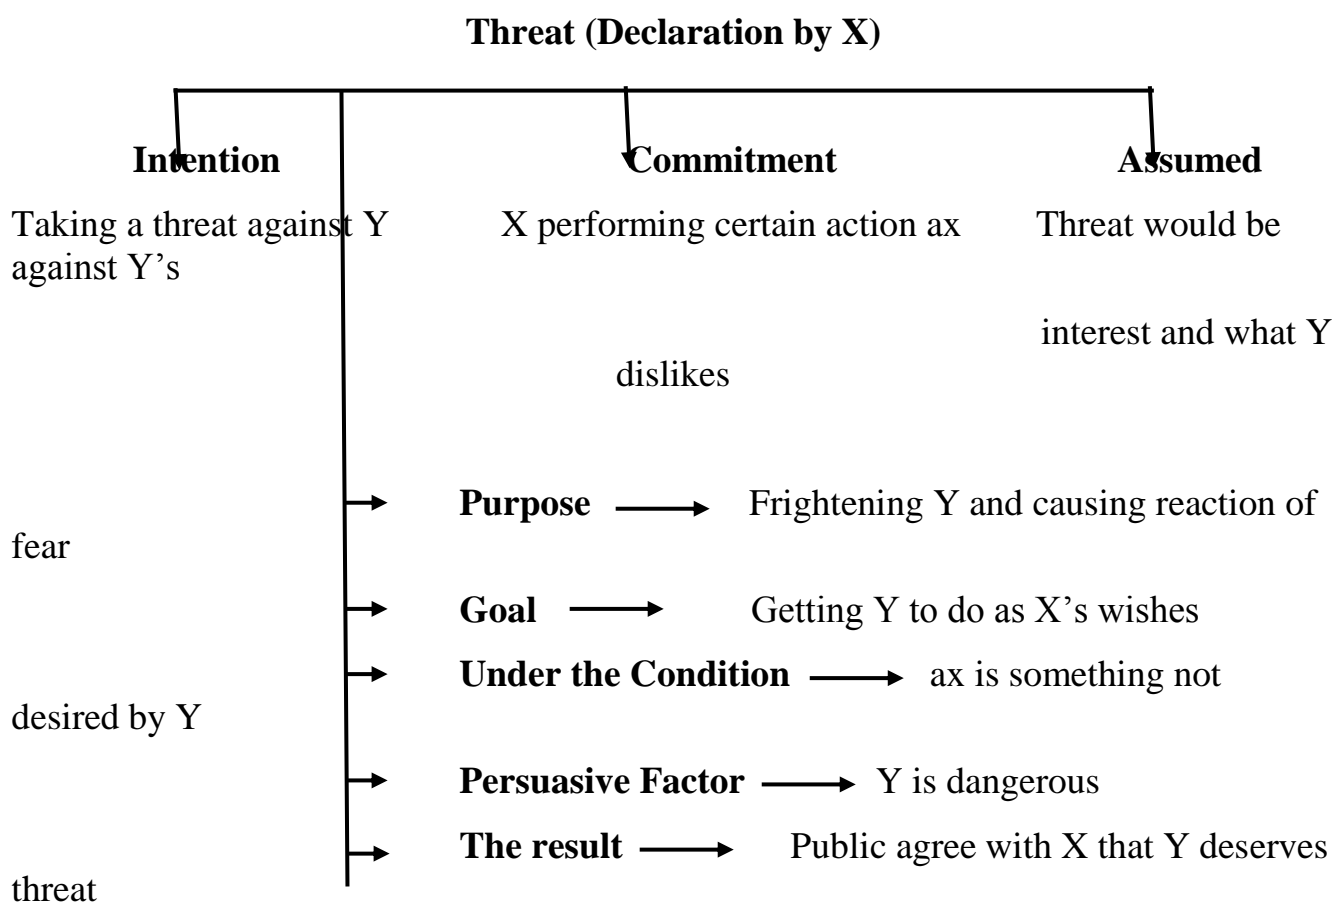 Threat (Declaration by X)
Intention Commitment Assumed
Taking a threat against Y X performing certain action ax Threat would be
against Y’s
interest and what Y
dislikes
Purpose Frightening Y and causing reaction of
fear
Goal Getting Y to do as X’s wishes
Under the Condition ax is something not
desired by Y
Persuasive Factor Y is dangerous
The result Public agree with X that Y deserves
threat